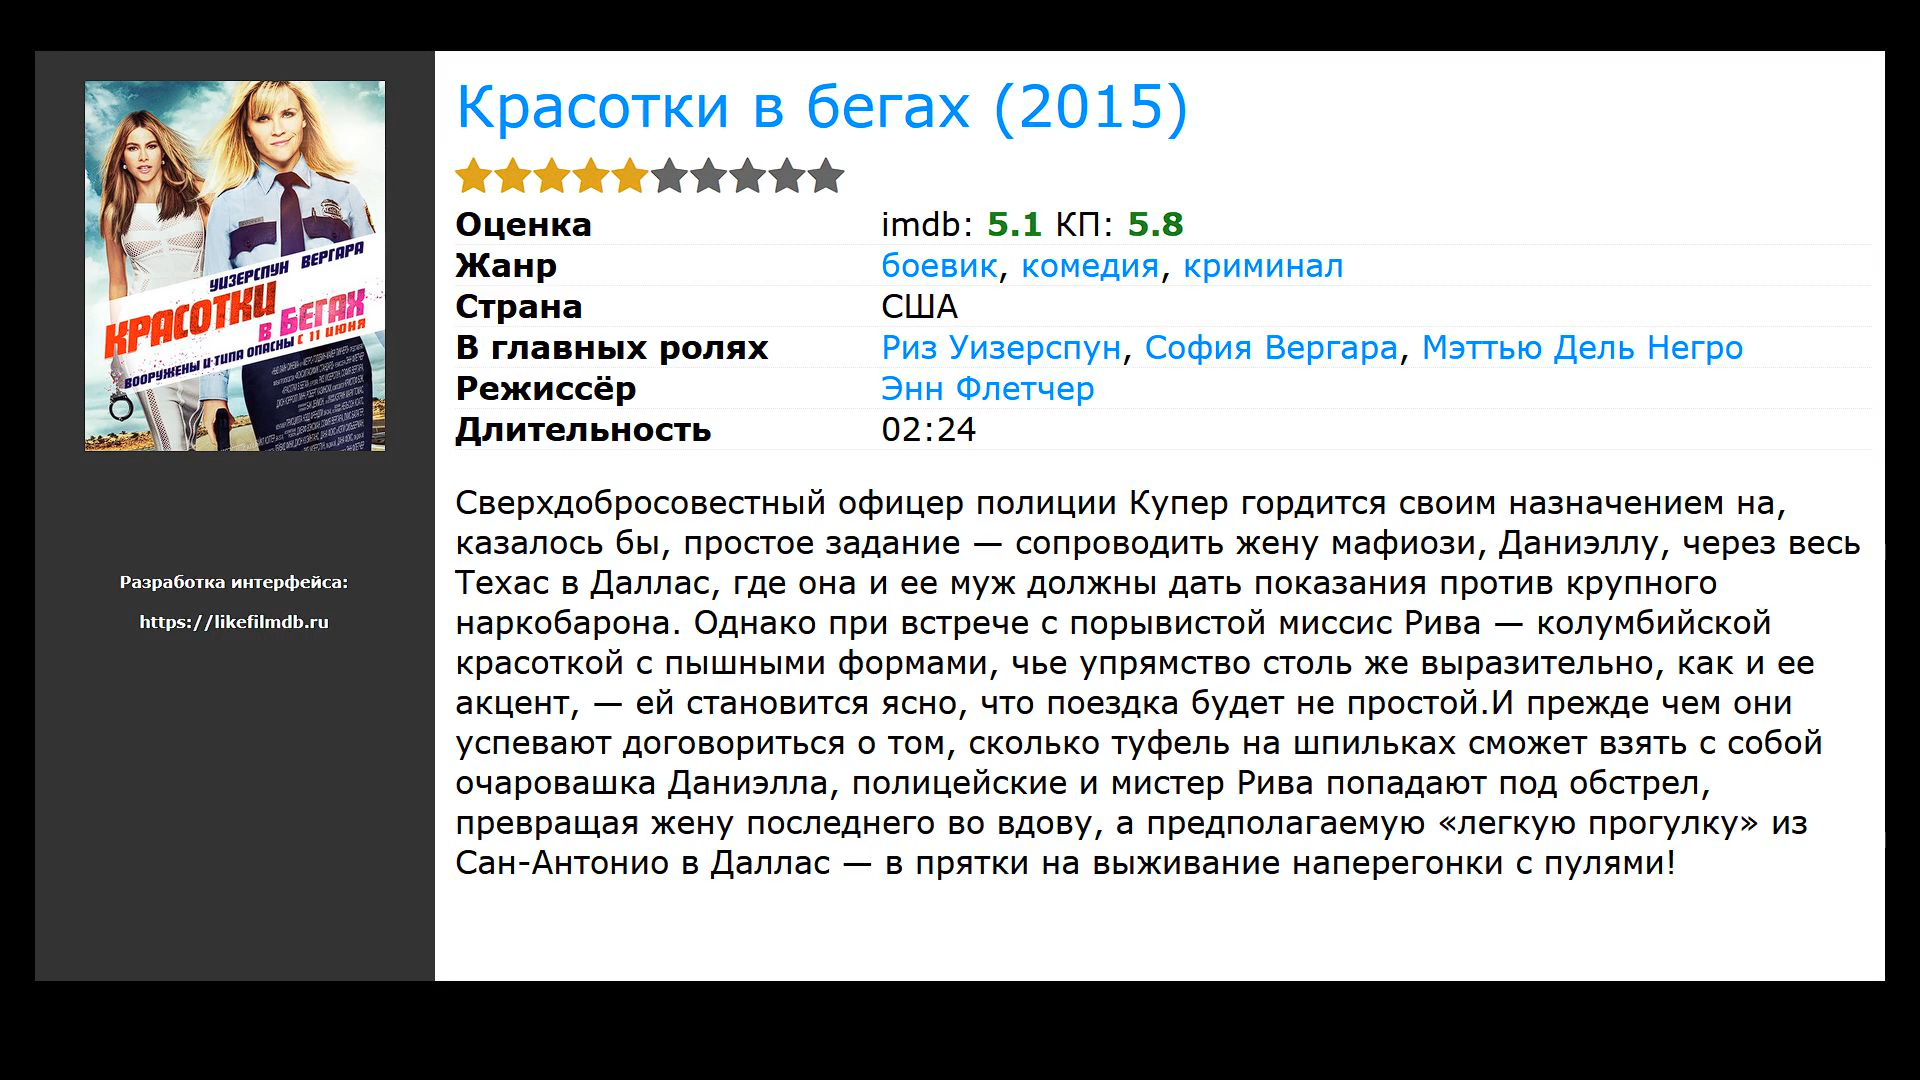 УИЗЕРСПУН ВЕРГАРА
КРАСОТКИ
В БЕГАХ
С 11 ИЮНЯ
ВООРУЖЕНЫ И ТИПА ОПАСНЫ
Разработка интерфейса:
https://likefilmdb.ru
Красотки в бегах (2015)
Оценка imdb: 5.1 КП: 5.8
Жанр боевик, комедия, криминал
Страна США
В главных ролях Риз Уизерспун, София Вергара, Мэттью Дель Негро
Режиссёр Энн Флетчер
Длительность 02:24
Сверхдобросовестный офицер полиции Купер гордится своим назначением на,
казалось бы, простое задание — сопроводить жену мафиози, Даниэллу, через весь
Техас в Даллас, где она и ее муж должны дать показания против крупного
наркобарона. Однако при встрече с порывистой миссис Рива — колумбийской
красоткой с пышными формами, чье упрямство столь же выразительно, как и ее
акцент, — ей становится ясно, что поездка будет не простой.И прежде чем они
успевают договориться о том, сколько туфель на шпильках сможет взять с собой
очаровашка Даниэлла, полицейские и мистер Рива попадают под обстрел,
превращая жену последнего во вдову, а предполагаемую «легкую прогулку» из
Сан-Антонио в Даллас — в прятки на выживание наперегонки с пулями!